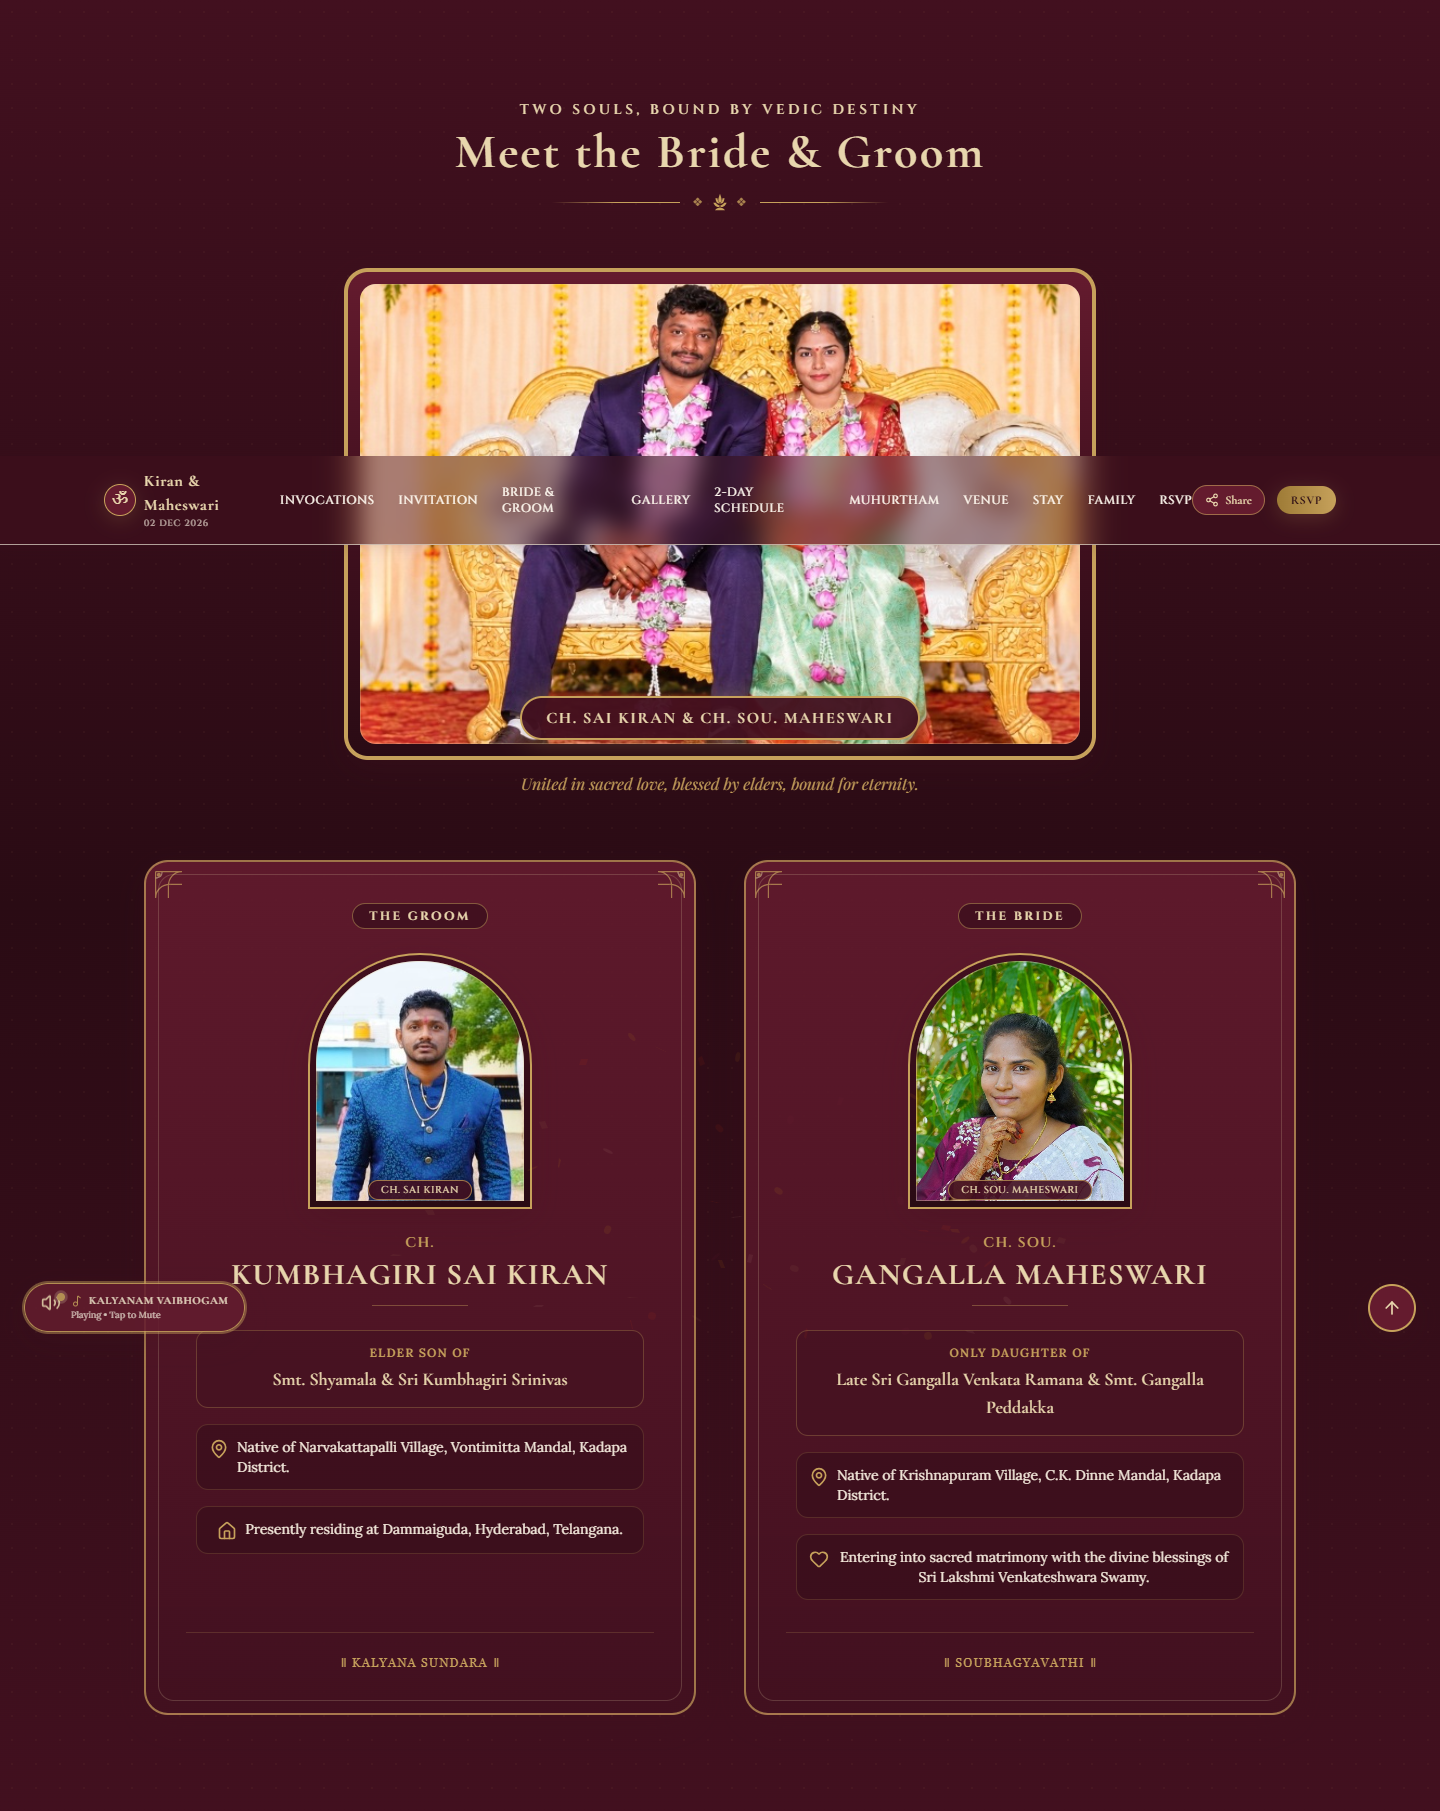 TWO SOULS, BOUND BY VEDIC DESTINY
Meet the Bride & Groom
ॐ
Kiran &
Maheswari
02 DEC 2026
INVOCATIONS
INVITATION
BRIDE &
GROOM
GALLERY
2-DAY
SCHEDULE
MUHURTHAM
VENUE
STAY
FAMILY
RSVP
Share
RSVP
CH. SAI KIRAN & CH. SOU. MAHESWARI
United in sacred love, blessed by elders, bound for eternity.
THE GROOM
CH. SAI KIRAN
CH.
KUMBHAGIRI SAI KIRAN
ELDER SON OF
Smt. Shyamala & Sri Kumbhagiri Srinivas
Native of Narvakattapalli Village, Vontimitta Mandal, Kadapa
District.
Presently residing at Dammaiguda, Hyderabad, Telangana.
॥ KALYANA SUNDARA ॥
THE BRIDE
CH. SOU. MAHESWARI
CH. SOU.
GANGALLA MAHESWARI
ONLY DAUGHTER OF
Late Sri Gangalla Venkata Ramana & Smt. Gangalla
Peddakka
Native of Krishnapuram Village, C.K. Dinne Mandal, Kadapa
District.
Entering into sacred matrimony with the divine blessings of
Sri Lakshmi Venkateshwara Swamy.
॥ SOUBHAGYAVATHI ॥
KALYANAM VAIBHOGAM
Playing • Tap to Mute